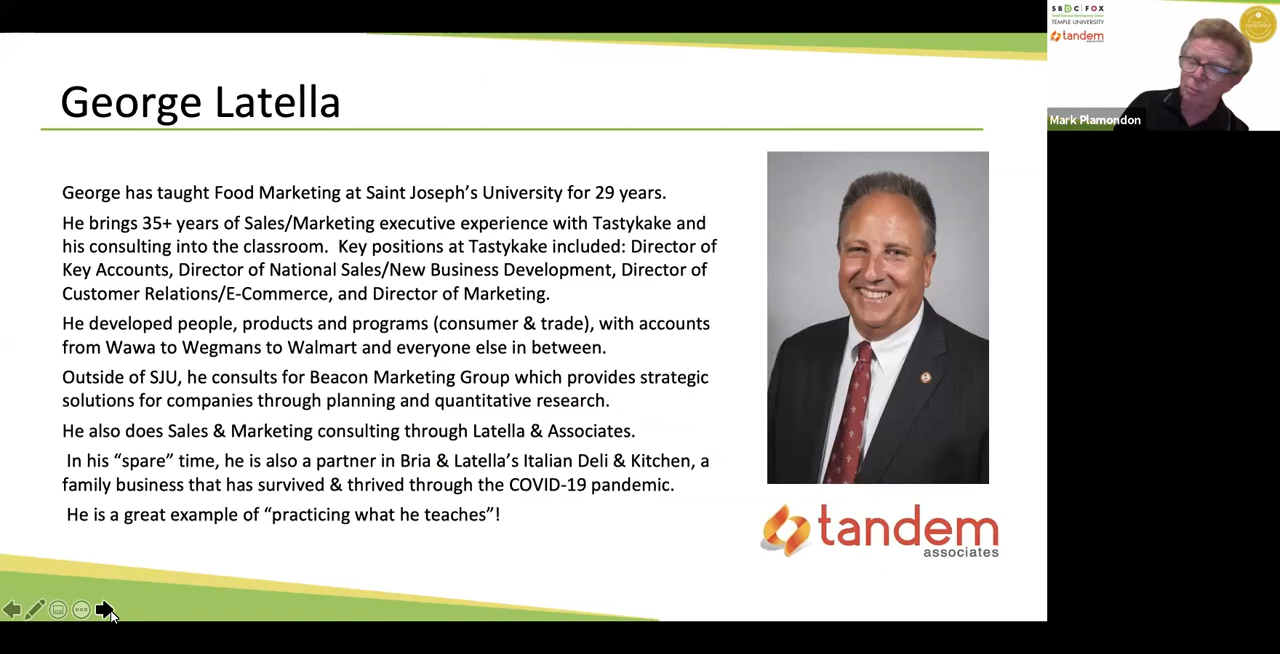 George Latella
George has taught Food Marketing at Saint Joseph’s University for 29 years.
He brings 35+ years of Sales/Marketing executive experience with Tastykake and
his consulting into the classroom.  Key positions at Tastykake included: Director of
Key Accounts, Director of National Sales/New Business Development, Director of
Customer Relations/E-Commerce, and Director of Marketing.
He developed people, products and programs (consumer & trade), with accounts
from Wawa to Wegmans to Walmart and everyone else in between.
Outside of SJU, he consults for Beacon Marketing Group which provides strategic
solutions for companies through planning and quantitative research.
He also does Sales & Marketing consulting through Latella & Associates.
In his “spare” time, he is also a partner in Bria & Latella’s Italian Deli & Kitchen, a
family business that has survived & thrived through the COVID-19 pandemic.
He is a great example of “practicing what he teaches”!
tandem
associates
SBDC|FOX
Small Business Development Center
TEMPLE UNIVERSITY
tandem
EXCELLENCE
Mark Plamondon